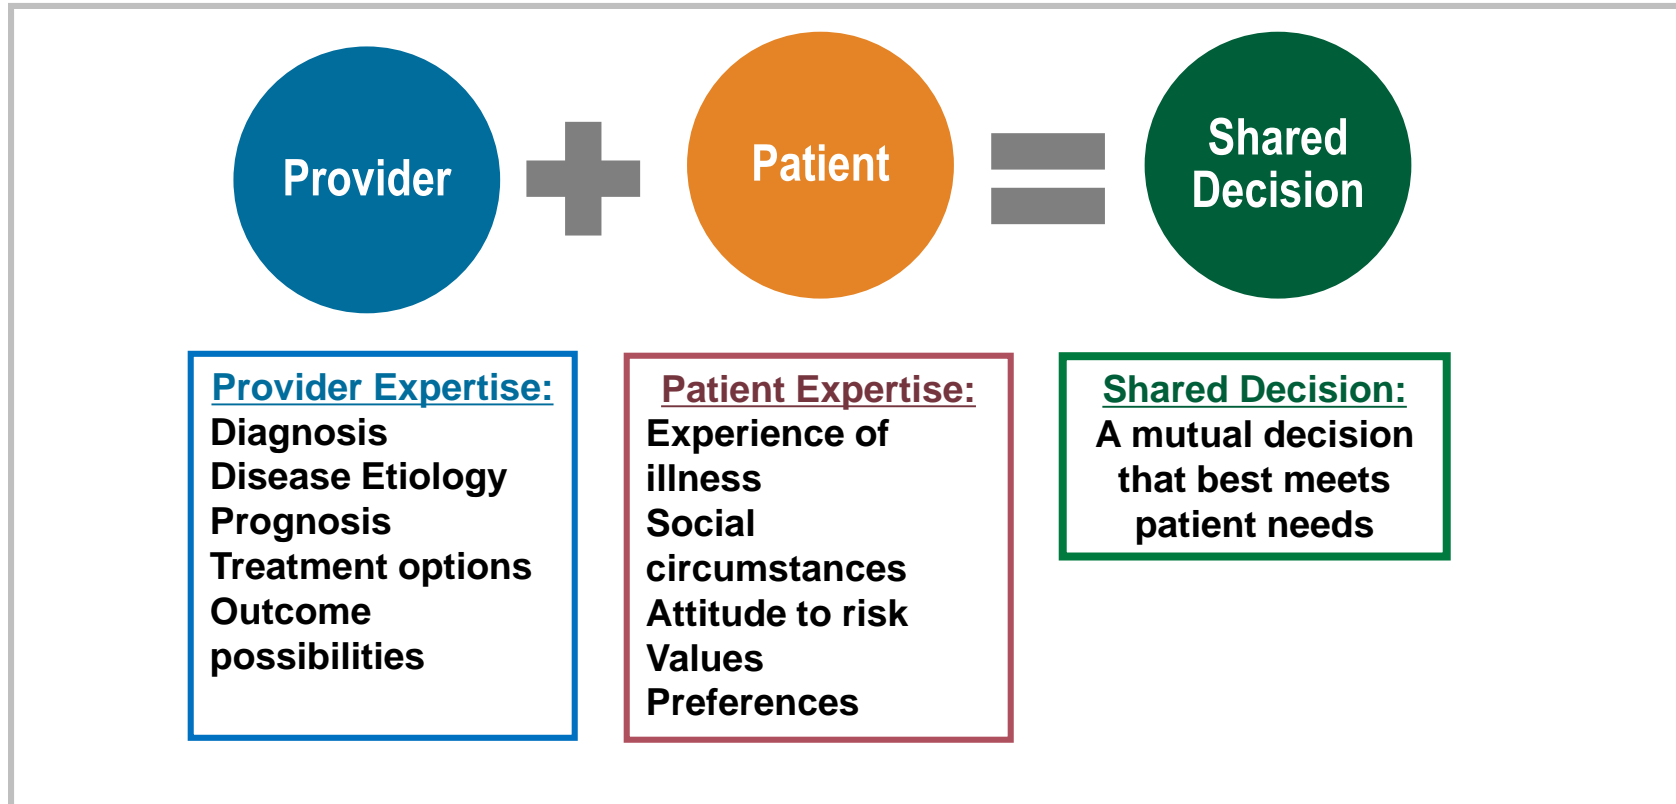 Provider
Patient
Shared
Decision
Provider Expertise:
Diagnosis
Disease Etiology
Prognosis
Treatment options
Outcome
possibilities
Patient Expertise:
Experience of
illness
Social
circumstances
Attitude to risk
Values
Preferences
Shared Decision:
A mutual decision
that best meets
patient needs